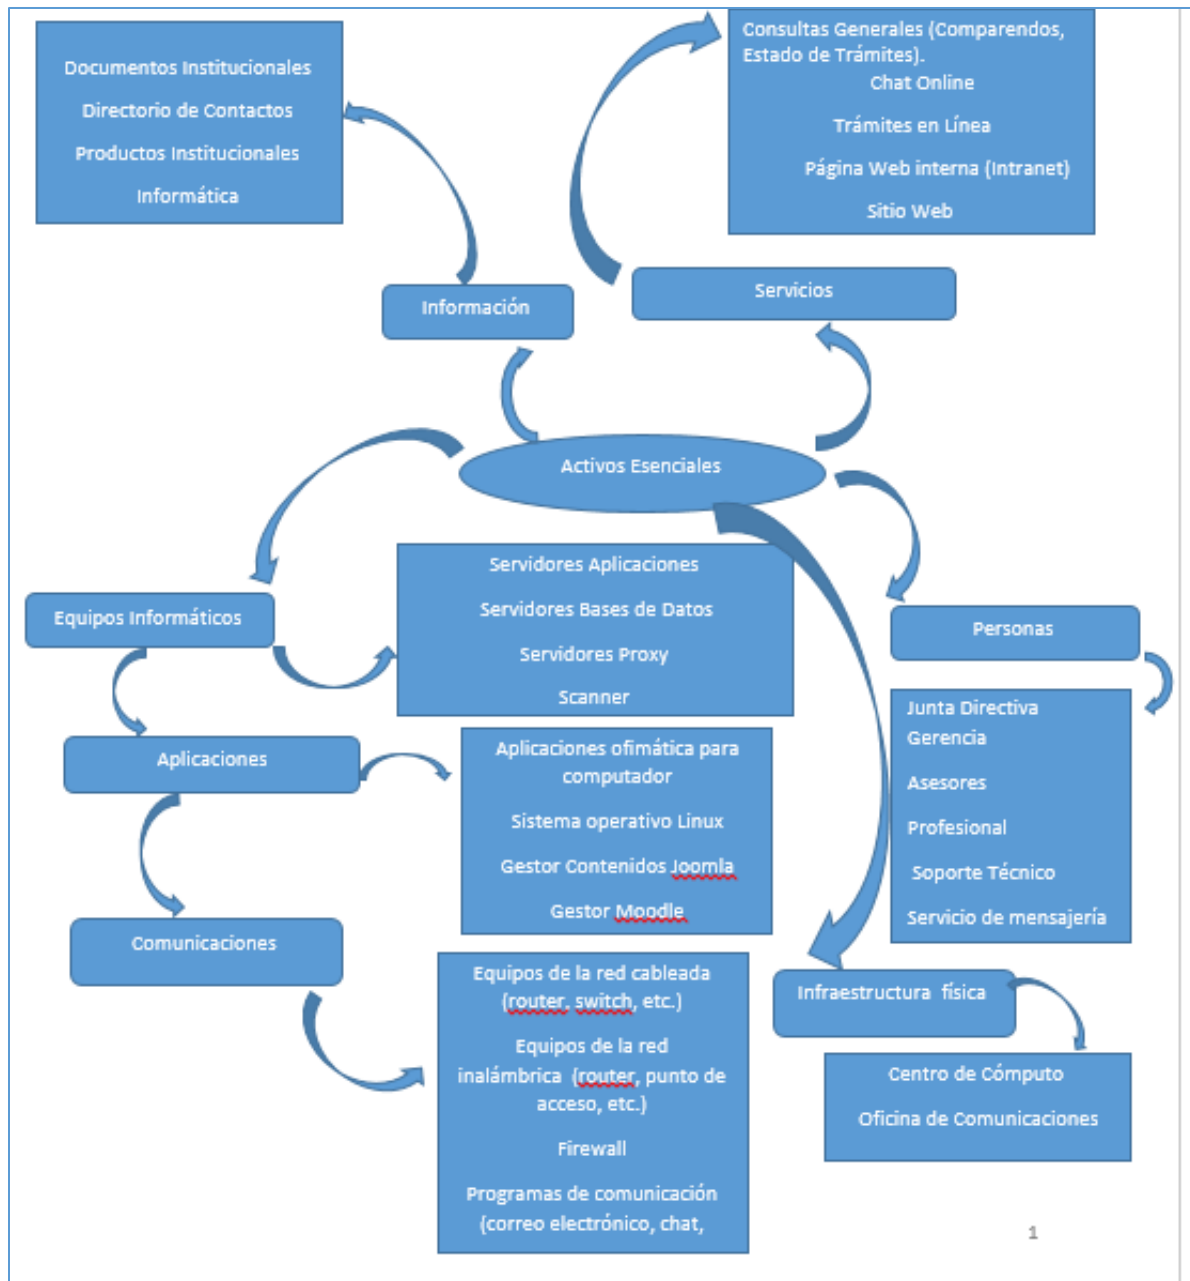 Documentos Institucionales
Directorio de Contactos
Productos Institucionales
Informática
Consultas Generales (Comparendos,
Estado de Trámites).
Chat Online
Trámites en Línea
Página Web interna (Intranet)
Sitio Web
Información
Servicios
Activos Esenciales
Equipos Informáticos
Servidores Aplicaciones
Servidores Bases de Datos
Servidores Proxy
Scanner
Personas
Junta Directiva
Gerencia
Asesores
Profesional
Soporte Técnico
Servicio de mensajería
Aplicaciones
Aplicaciones ofimática para
computador
Sistema operativo Linux
Gestor Contenidos Joomla
Gestor Moodle
Comunicaciones
Equipos de la red cableada
(router. switch, etc.)
Equipos de la red
inalámbrica (router, punto de
acceso, etc.)
Firewall
Programas de comunicación
(correo electrónico, chat,
Infraestructura física
Centro de Cómputo
Oficina de Comunicaciones
1